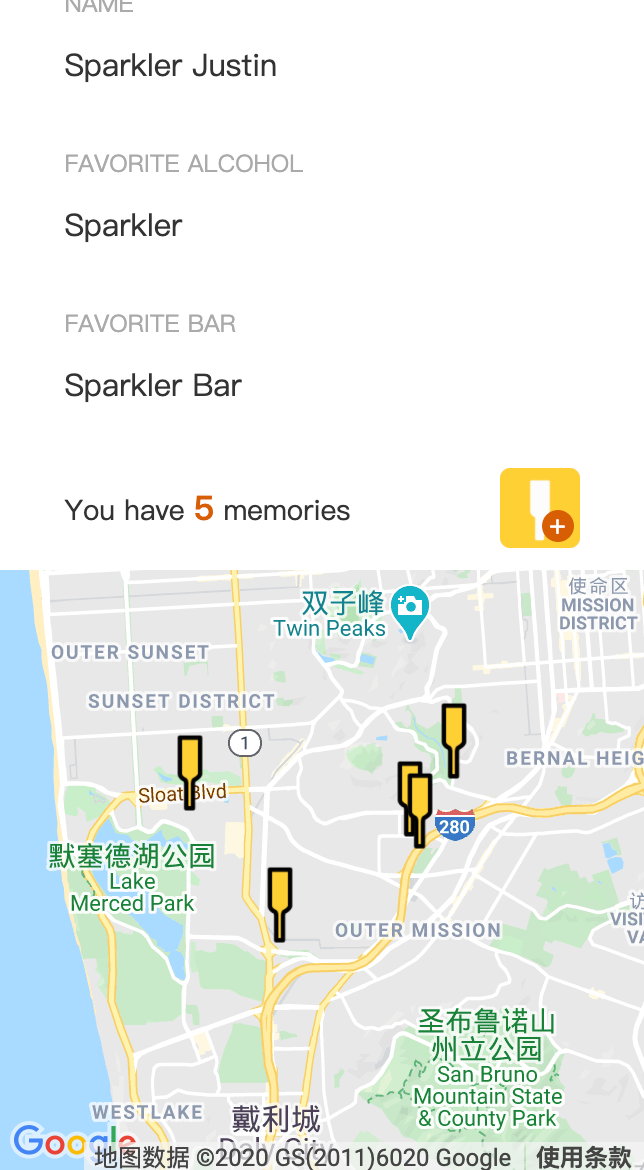 NAME
Sparkler Justin
FAVORITE ALCOHOL
Sparkler
FAVORITE BAR
Sparkler Bar
You have 5 memories
双子峰
Twin Peaks
使命区
MISSION
DISTRICT
OUTER SUNSET
SUNSET DISTRICT
1
BERNAL HEIG
Sloat Blvd
280
默塞德湖公园
Lake
Merced Park
访
VISI
VA
OUTER MISSION
圣布鲁诺山
州立公园
San Bruno
Mountain State
& County Park
WESTLAKE
戴利城
Daly City
Google
地图数据 ©2020 GS(2011)6020 Google
使用条款